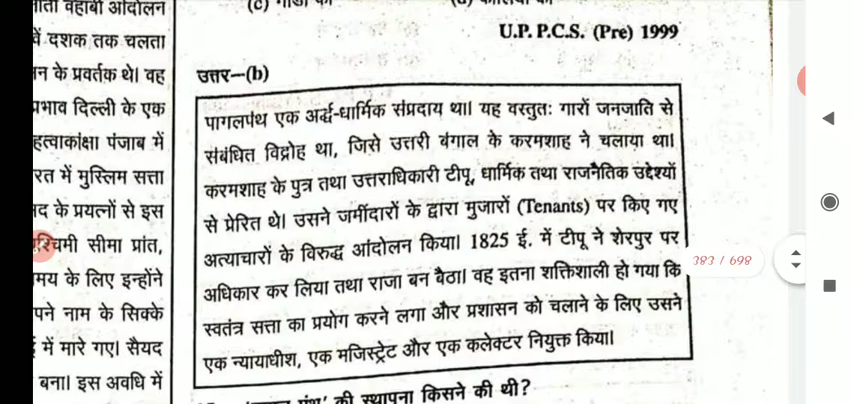 वहाबी आंदोलन
वें दशक तक चलता
के प्रवर्तक थे। वह
प्रभाव दिल्ली के एक
हत्वाकांक्षा पंजाब में
रत में मुस्लिम सत्ता
के प्रयत्नों से इस
श्चिमी सीमा प्रांत,
मय के लिए इन्होंने
पने नाम के सिक्के
में मारे गए। सैयद
बना। इस अवधि में
(c)
U.P. P.C.S. (Pre) 1999
उत्तर–(b)
पागलपंथ एक अर्द्ध-धार्मिक संप्रदाय था। यह वस्तुतः गारों जनजाति से
संबंधित विद्रोह था, जिसे उत्तरी बंगाल के करमशाह ने चलाया था।
करमशाह के पुत्र तथा उत्तराधिकारी टीपू, धार्मिक तथा राजनैतिक उद्देश्यों
से प्रेरित थे। उसने जमींदारों के द्वारा मुजारों (Tenants) पर किए गए
अत्याचारों के विरुद्ध आंदोलन किया। 1825 ई. में टीपू ने शेरपुर पर
अधिकार कर लिया तथा राजा बन बैठा। वह इतना शक्तिशाली हो गया कि
स्वतंत्र सत्ता का प्रयोग करने लगा और प्रशासन को चलाने के लिए उसने
एक न्यायाधीश, एक मजिस्ट्रेट और एक कलेक्टर नियुक्त किया।
की स्थापना किसने की थी?
383 / 698